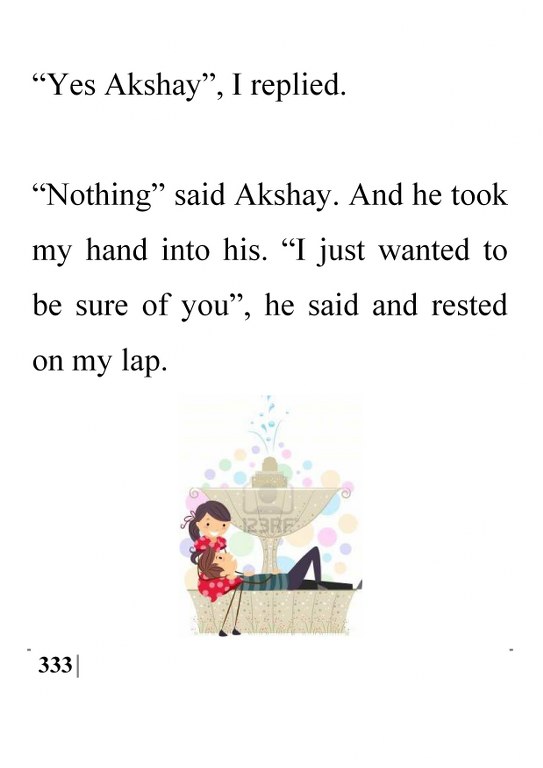 “Yes Akshay”, I replied.
“Nothing” said Akshay. And he took
my hand into his. “I just wanted to
be sure of you”, he said and rested
on my lap.
123RF
333|